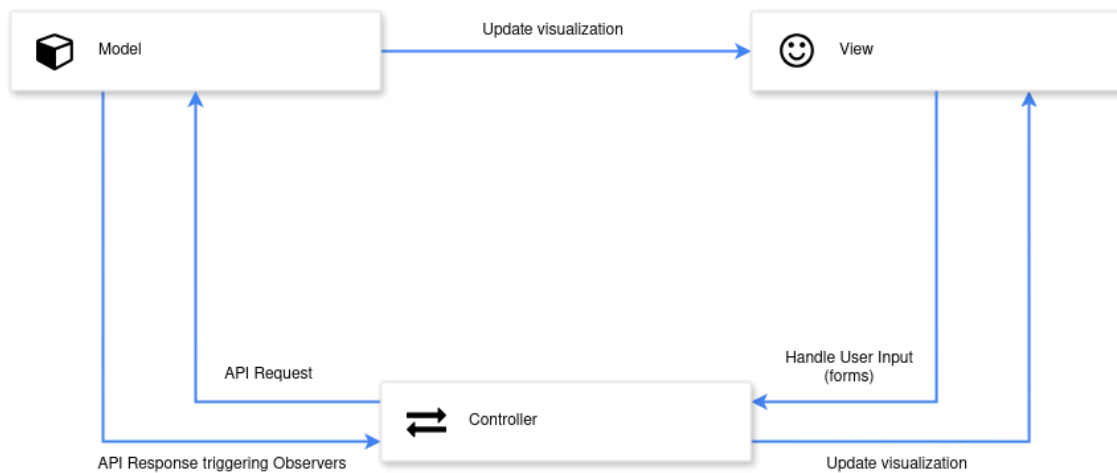 Update visualization
Model
View
Handle User Input
(forms)
API Request
Controller
API Response triggering Observers
Update visualization